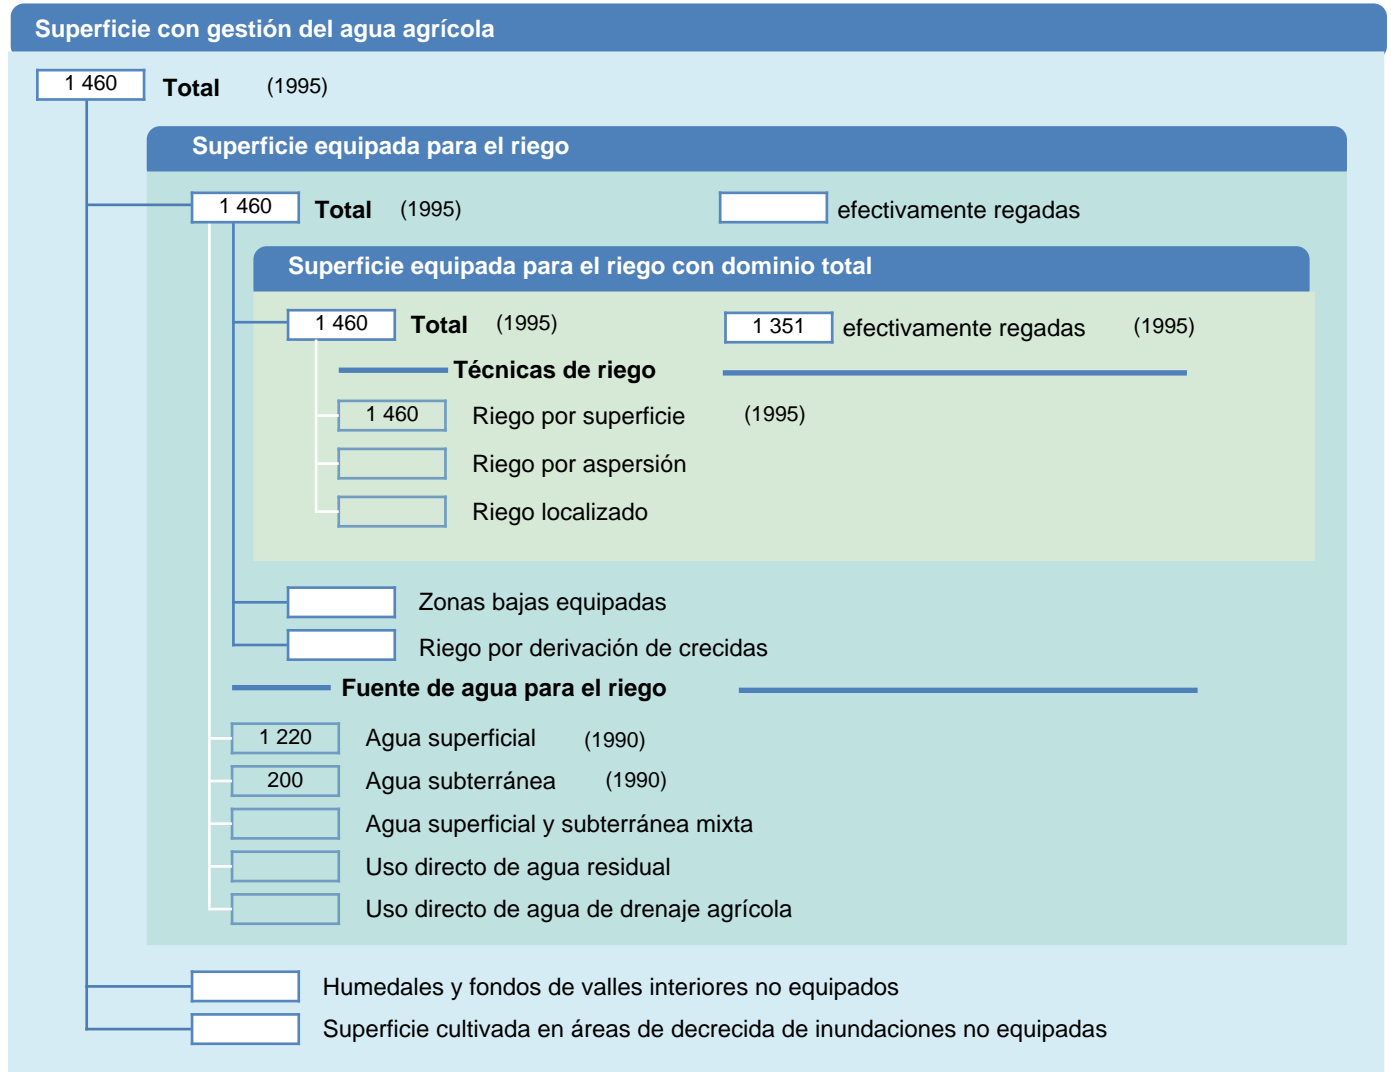 Superficie con gestión del agua agrícola
1 460 Total (1995)
Superficie equipada para el riego
1 460 Total (1995) efectivamente regadas
Superficie equipada para el riego con dominio total
1 460 Total (1995) 1 351 efectivamente regadas (1995)
Técnicas de riego
1 460 Riego por superficie (1995)
Riego por aspersión
Riego localizado
Zonas bajas equipadas
Riego por derivación de crecidas
Fuente de agua para el riego
1 220 Agua superficial (1990)
200 Agua subterránea (1990)
Agua superficial y subterránea mixta
Uso directo de agua residual
Uso directo de agua de drenaje agrícola
Humedales y fondos de valles interiores no equipados
Superficie cultivada en áreas de decrecida de inundaciones no equipadas